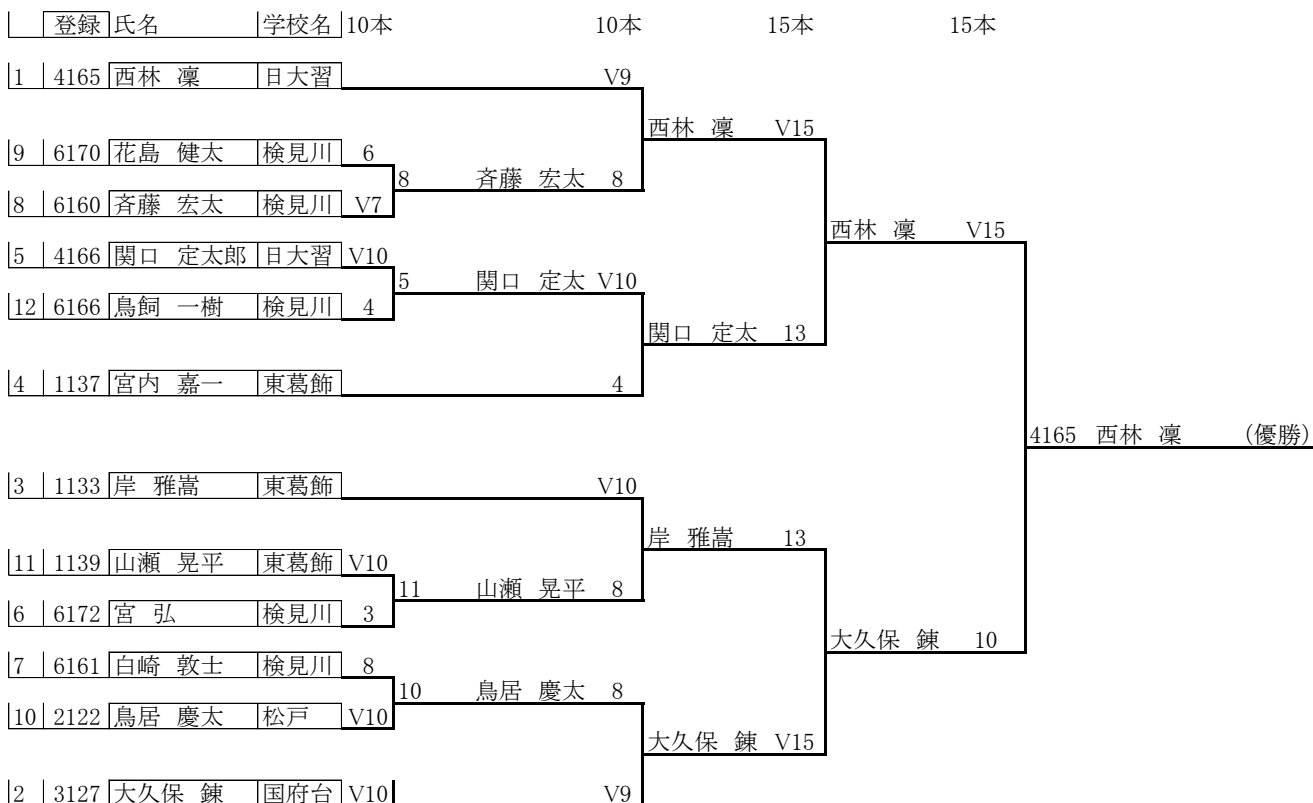 登録 氏名 学校名 10本 10本 15本 15本
1 4165 西林 凜 日大習 V9
西林 凜 V15
9 6170 花島 健太 検見川 6
8 斉藤 宏太 8
8 6160 斉藤 宏太 検見川 V7
西林 凜 V15
5 4166 関口 定太郎 日大習 V10
5 関口 定太 V10
12 6166 鳥飼 一樹 検見川 4
関口 定太 13
4 1137 宮内 嘉一 東葛飾 4
4165 西林 凜 (優勝)
3 1133 岸 雅嵩 東葛飾 V10
岸 雅嵩 13
11 1139 山瀬 晃平 東葛飾 V10
11 山瀬 晃平 8
6 6172 宮 弘 検見川 3
大久保 錬 10
7 6161 白崎 敦士 検見川 8
10 鳥居 慶太 8
10 2122 鳥居 慶太 松戸 V10
大久保 錬 V15
2 3127 大久保 錬 国府台 V10 V9